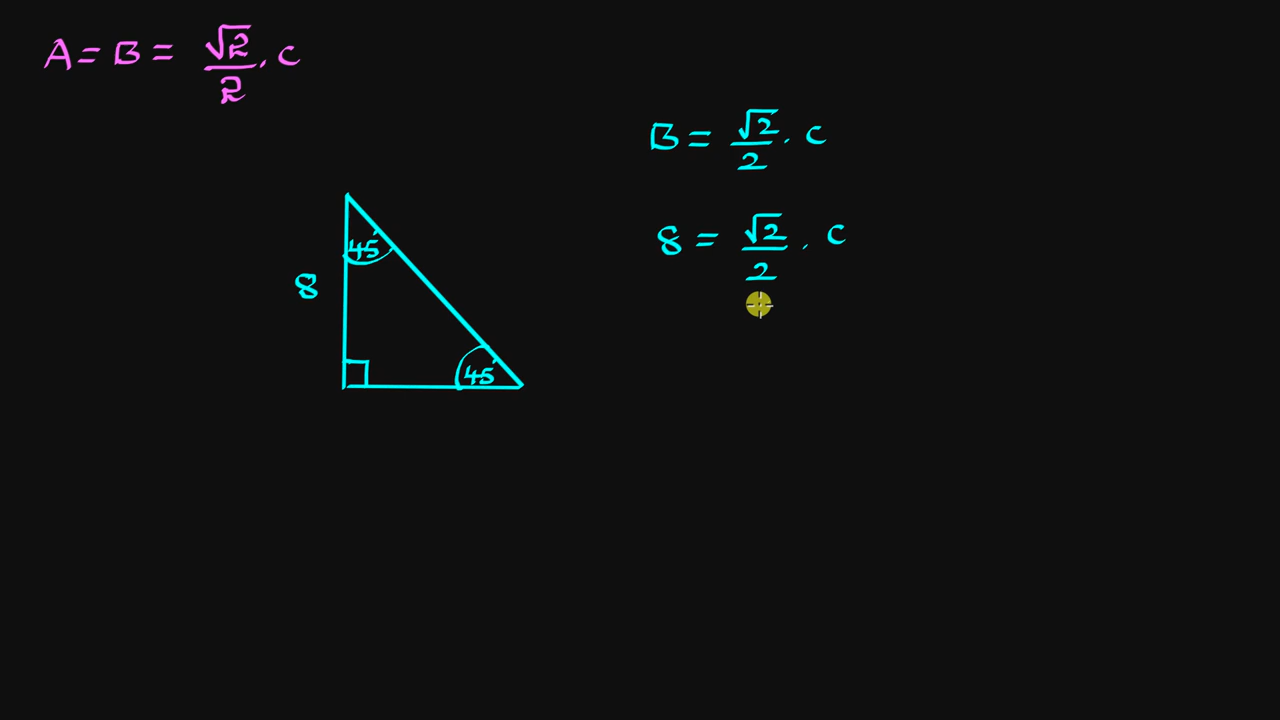 A = B = √2/2 . C
B = √2/2 . C
8 = √2/2 . C
45
8
45